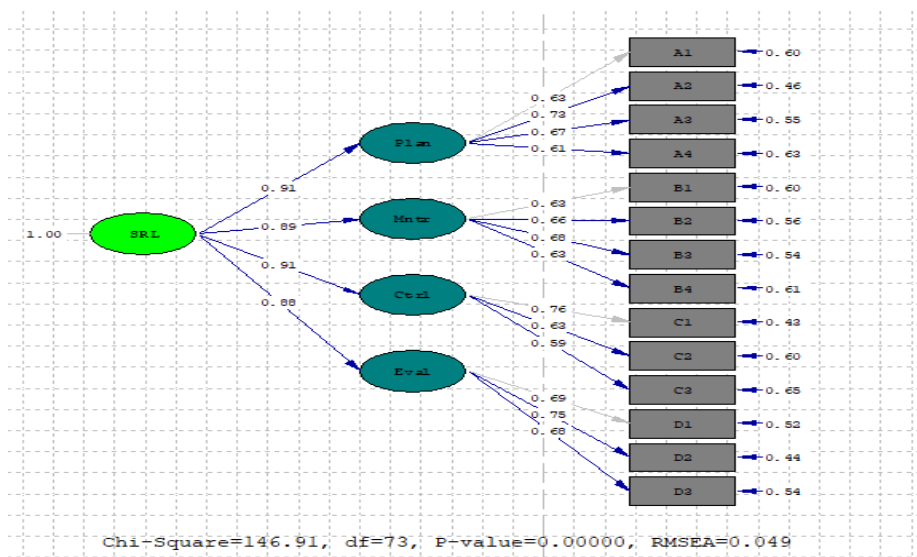 A1 0.60
0.63 A2 0.46
0.73
0.67 A3 0.55
Plan 0.61 A4 0.63
0.91 B1 0.60
0.63
Mntr 0.66 B2 0.56
1.00 SRL 0.89 0.68
0.63 B3 0.54
0.91 B4 0.61
Ctrl 0.76 C1 0.43
0.88 0.63
0.59 C2 0.60
Eval C3 0.65
0.69 D1 0.52
0.75
0.68 D2 0.44
D3 0.54
Chi-Square=146.91, df=73, P-value=0.00000, RMSEA=0.049